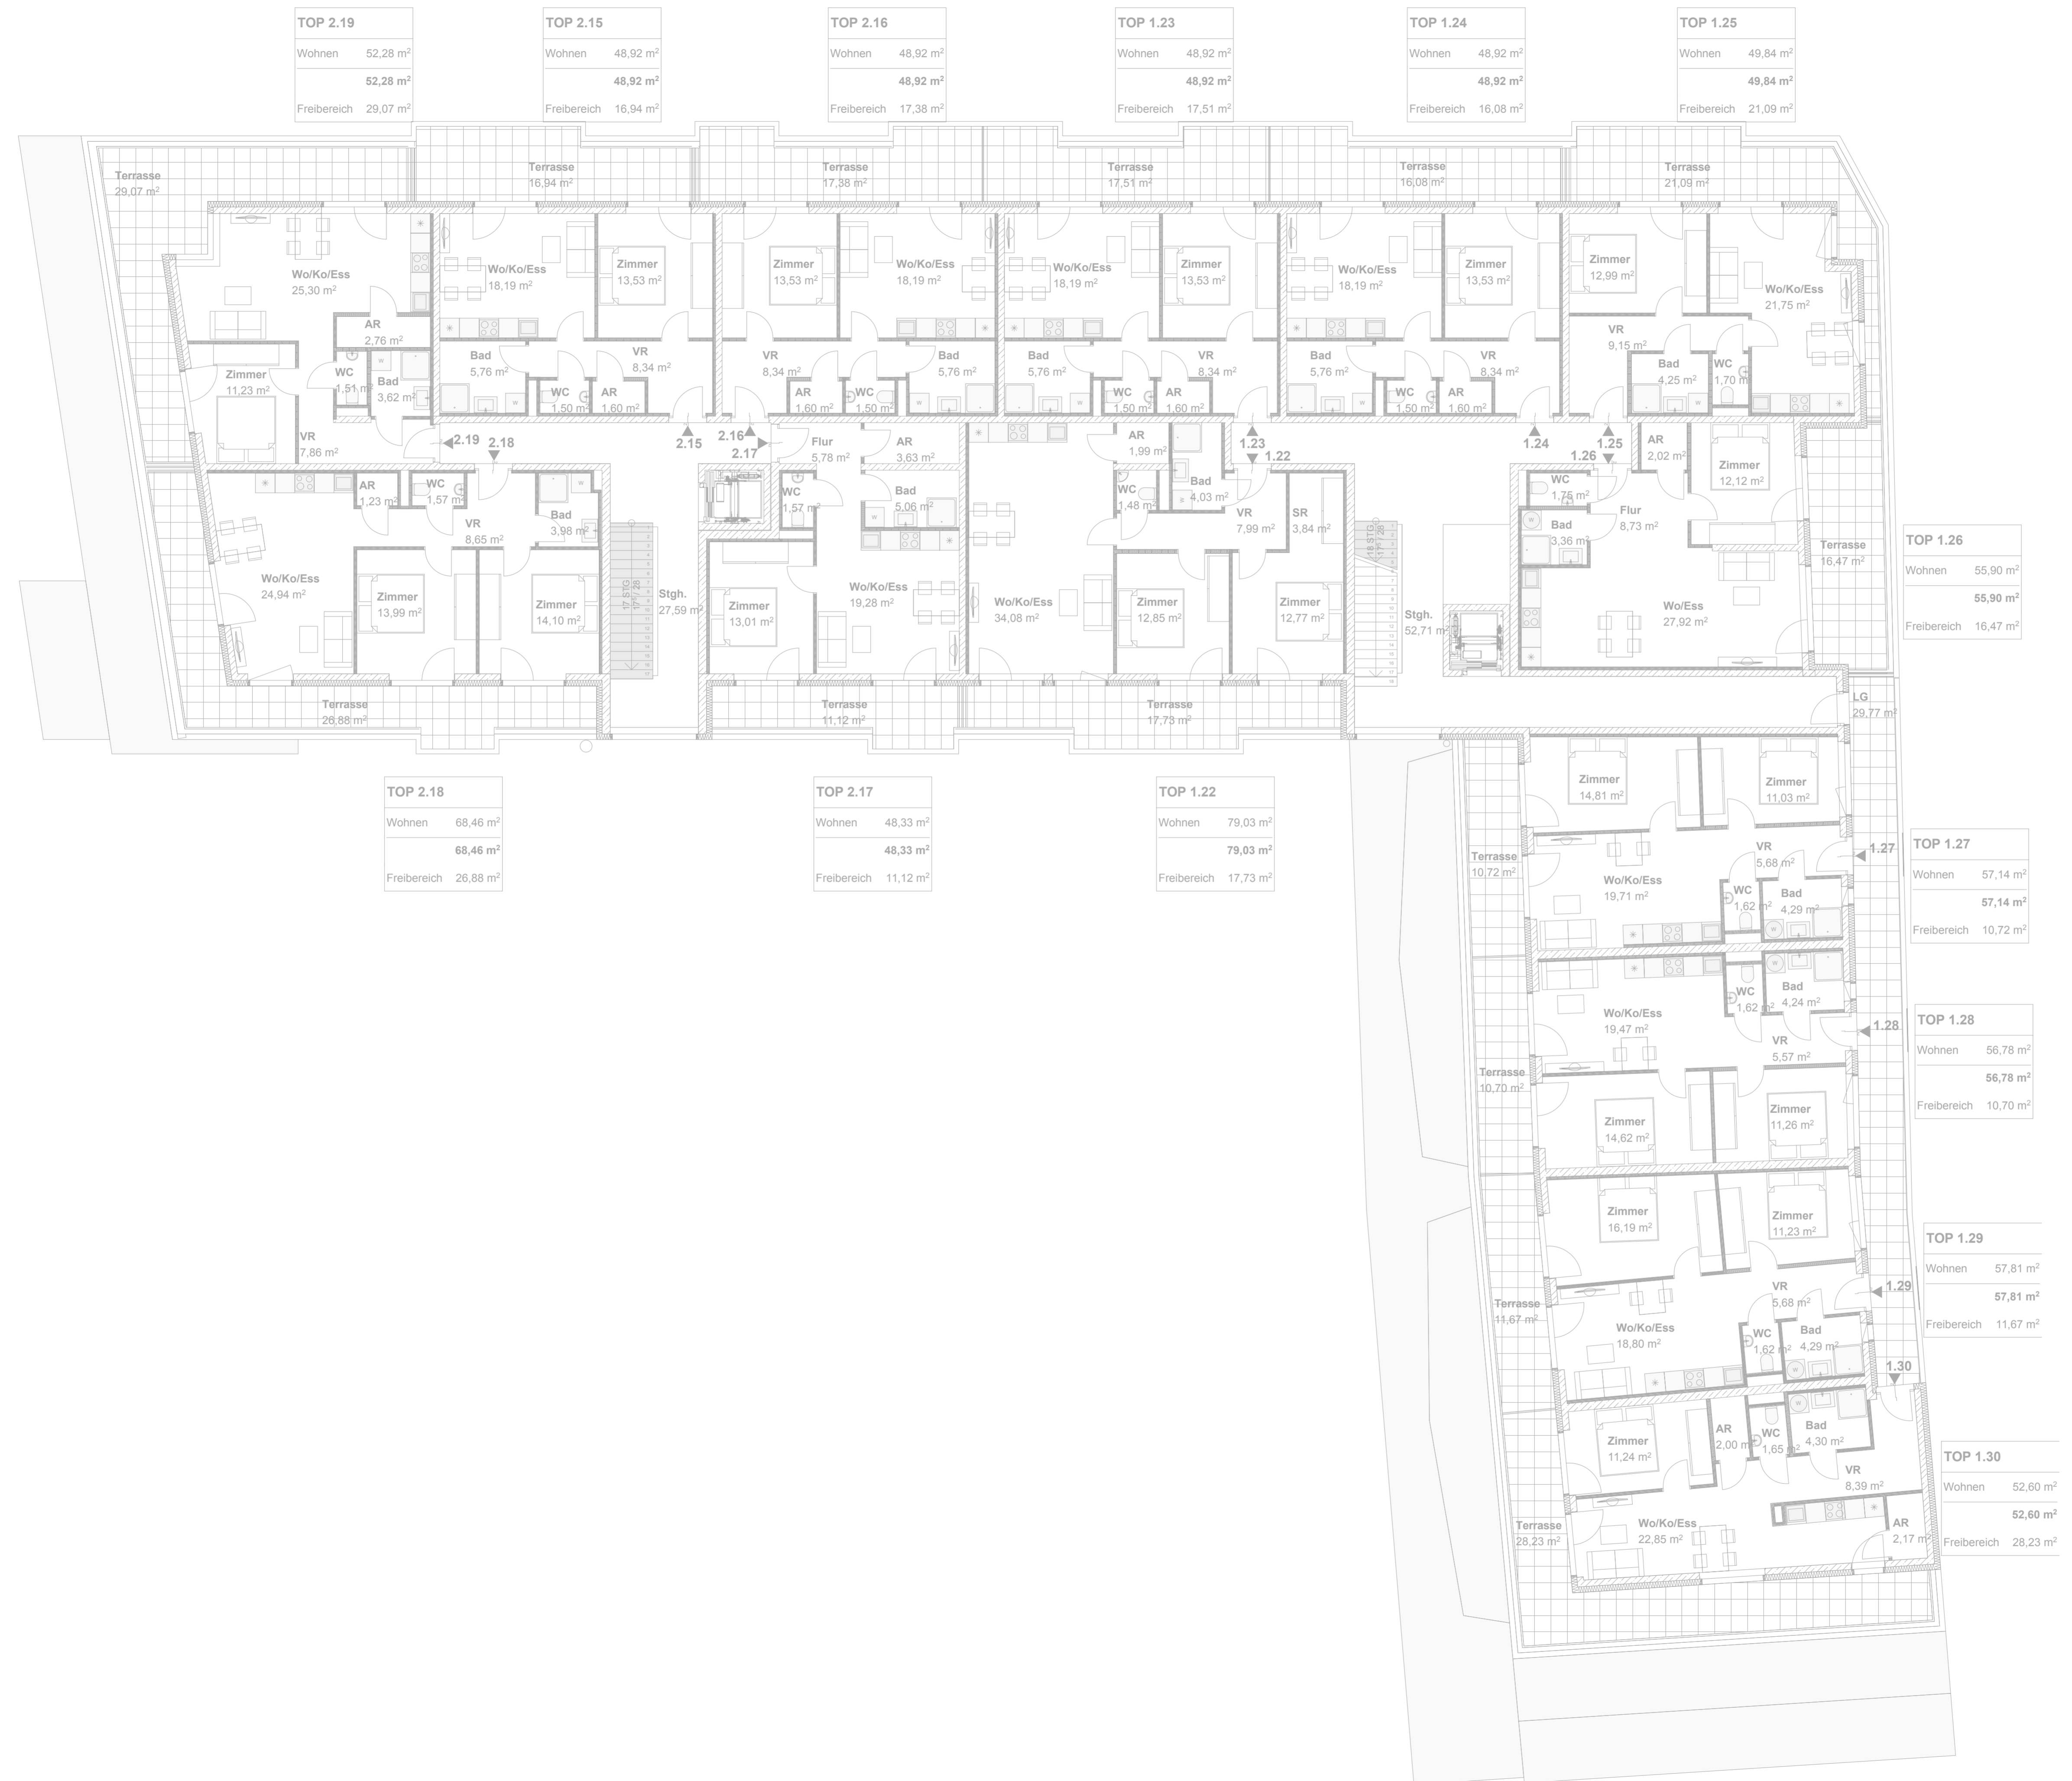 TOP 2.19
Wohnen 52,28 m²
52,28 m²
Freibereich 29,07 m²
TOP 2.15
Wohnen 48,92 m²
48,92 m²
Freibereich 16,94 m²
TOP 2.16
Wohnen 48,92 m²
48,92 m²
Freibereich 17,38 m²
TOP 1.23
Wohnen 48,92 m²
48,92 m²
Freibereich 17,51 m²
TOP 1.24
Wohnen 48,92 m²
48,92 m²
Freibereich 16,08 m²
TOP 1.25
Wohnen 49,84 m²
49,84 m²
Freibereich 21,09 m²
Terrasse
29,07 m²
Terrasse
16,94 m²
Terrasse
17,38 m²
Terrasse
17,51 m²
Terrasse
16,08 m²
Terrasse
21,09 m²
Wo/Ko/Ess
25,30 m²
AR
2,76 m²
WC
1,51 m²
Bad
3,62 m²
Zimmer
11,23 m²
VR
7,86 m²
2.19
Wo/Ko/Ess
18,19 m²
Zimmer
13,53 m²
Bad
5,76 m²
WC
1,50 m²
AR
1,60 m²
VR
8,34 m²
2.15
Zimmer
13,53 m²
Wo/Ko/Ess
18,19 m²
VR
8,34 m²
AR
1,60 m²
WC
1,50 m²
Bad
5,76 m²
2.16
Wo/Ko/Ess
18,19 m²
Zimmer
13,53 m²
Bad
5,76 m²
WC
1,50 m²
AR
1,60 m²
VR
8,34 m²
1.23
Wo/Ko/Ess
18,19 m²
Zimmer
13,53 m²
Bad
5,76 m²
WC
1,50 m²
AR
1,60 m²
VR
8,34 m²
1.24
Zimmer
12,99 m²
Wo/Ko/Ess
21,75 m²
VR
9,15 m²
Bad
4,25 m²
WC
1,70 m
1.25
2.18
AR
1,23 m²
WC
1,57 m²
VR
8,65 m²
Bad
3,98 m²
Wo/Ko/Ess
24,94 m²
Zimmer
13,99 m²
Zimmer
14,10 m²
Terrasse
26,88 m²
17 STG
Stgh.
27,59 m²
2.17
Flur
5,78 m²
AR
3,63 m²
WC
1,57 m²
Bad
5,06 m²
Zimmer
13,01 m²
Wo/Ko/Ess
19,28 m²
Terrasse
11,12 m²
1.22
AR
1,99 m²
WC
1,48 m²
Bad
4,03 m²
VR
7,99 m²
SR
3,84 m²
Wo/Ko/Ess
34,08 m²
Zimmer
12,85 m²
Zimmer
12,77 m²
Terrasse
17,73 m²
18 STG
Stgh.
52,71 m²
1.26
AR
2,02 m²
Zimmer
12,12 m²
WC
1,75 m²
Flur
8,73 m²
Bad
3,36 m²
Wo/Ess
27,92 m²
Terrasse
16,47 m²
TOP 1.26
Wohnen 55,90 m²
55,90 m²
Freibereich 16,47 m²
LG
29,77 m²
TOP 2.18
Wohnen 68,46 m²
68,46 m²
Freibereich 26,88 m²
TOP 2.17
Wohnen 48,33 m²
48,33 m²
Freibereich 11,12 m²
TOP 1.22
Wohnen 79,03 m²
79,03 m²
Freibereich 17,73 m²
Zimmer
14,81 m²
Zimmer
11,03 m²
Terrasse
10,72 m²
VR
5,68 m²
Wo/Ko/Ess
19,71 m²
WC
1,62 m²
Bad
4,29 m²
1.27
TOP 1.27
Wohnen 57,14 m²
57,14 m²
Freibereich 10,72 m²
Wo/Ko/Ess
19,47 m²
WC
1,62 m²
Bad
4,24 m²
VR
5,57 m²
1.28
Terrasse
10,70 m²
Zimmer
14,62 m²
Zimmer
11,26 m²
TOP 1.28
Wohnen 56,78 m²
56,78 m²
Freibereich 10,70 m²
Zimmer
16,19 m²
Zimmer
11,23 m²
Terrasse
11,67 m²
VR
5,68 m²
Wo/Ko/Ess
18,80 m²
WC
1,62 m²
Bad
4,29 m²
1.29
TOP 1.29
Wohnen 57,81 m²
57,81 m²
Freibereich 11,67 m²
1.30
Zimmer
11,24 m²
AR
2,00 m²
WC
1,65 m²
Bad
4,30 m²
VR
8,39 m²
Terrasse
28,23 m²
Wo/Ko/Ess
22,85 m²
AR
2,17 m²
TOP 1.30
Wohnen 52,60 m²
52,60 m²
Freibereich 28,23 m²